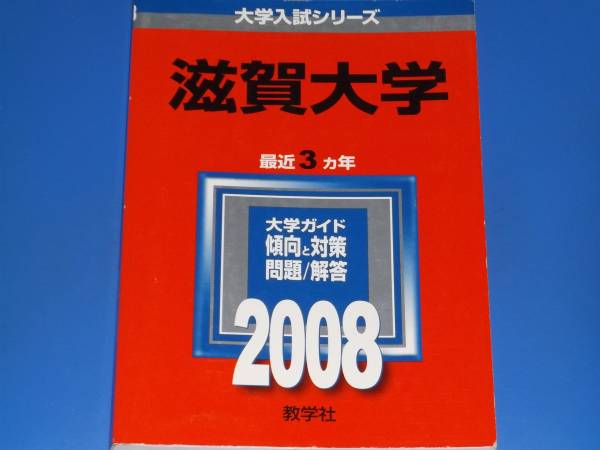 大学入試シリーズ
滋賀大学
最近3ヵ年
大学ガイド
傾向と対策
問題/解答
2008
教学社